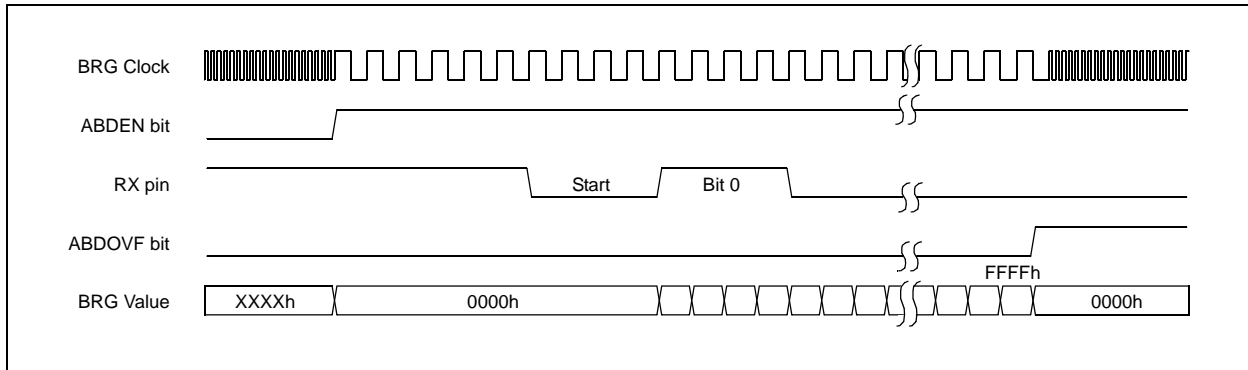 BRG Clock
ABDEN bit
RX pin
Start
Bit 0
ABDOVF bit
FFFFh
BRG Value
XXXXh
0000h
0000h